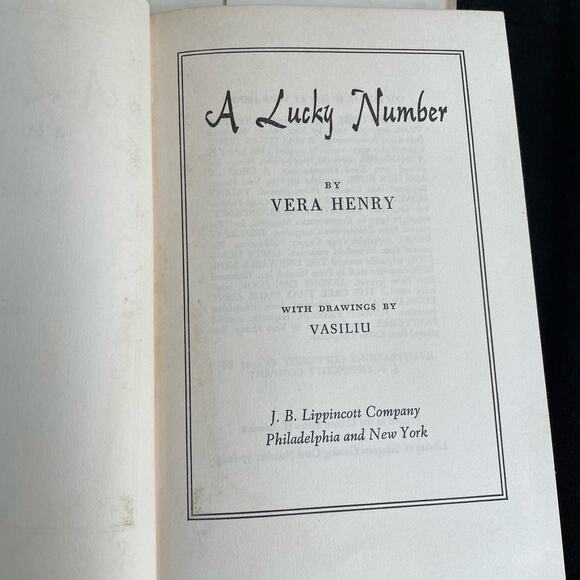 A Lucky Number
BY
VERA HENRY
WITH DRAWINGS BY
VASILIU
J. B. Lippincott Company
Philadelphia and New York